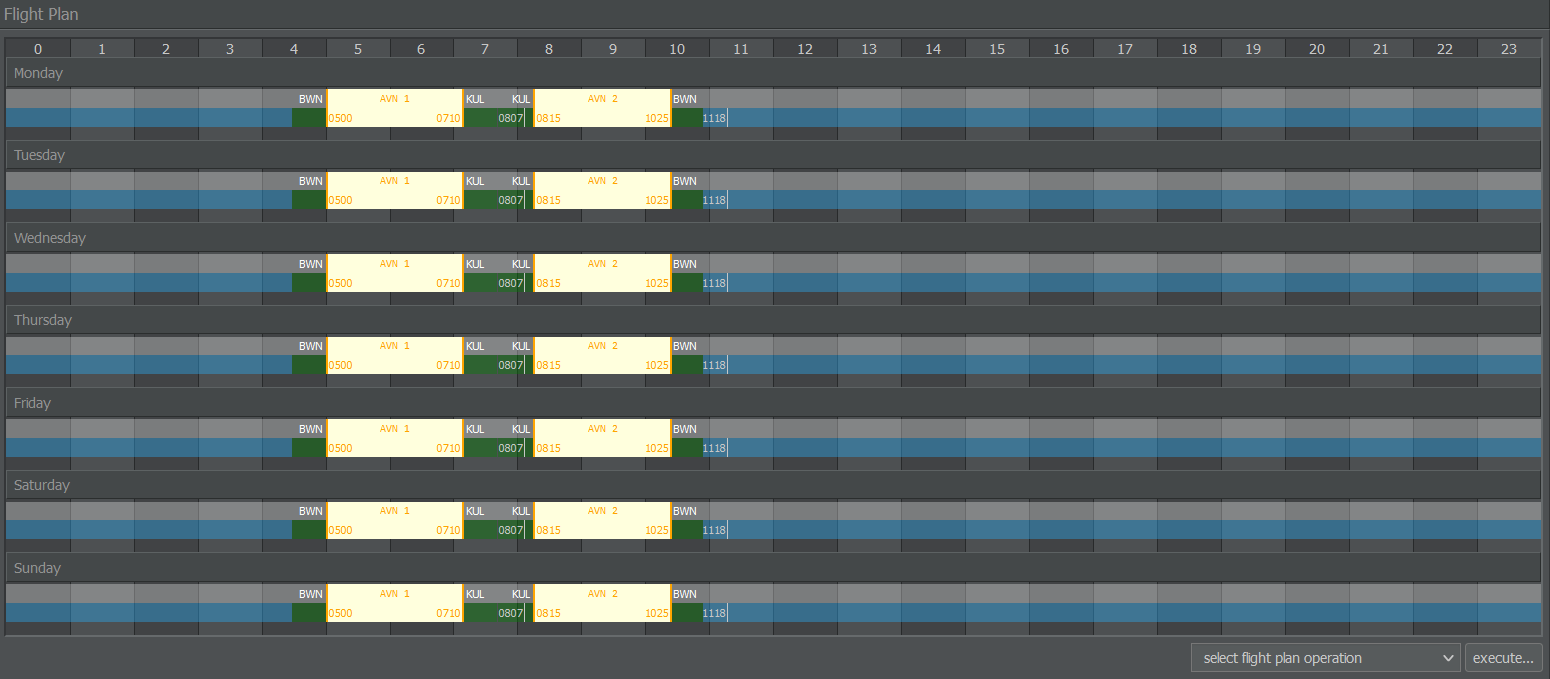 Flight Plan
0 1 2 3 4 5 6 7 8 9 10 11 12 13 14 15 16 17 18 19 20 21 22 23
Monday
BWN AVN 1 KUL KUL AVN 2 BWN
0500 0710 0807 0815 1025 1118
Tuesday
BWN AVN 1 KUL KUL AVN 2 BWN
0500 0710 0807 0815 1025 1118
Wednesday
BWN AVN 1 KUL KUL AVN 2 BWN
0500 0710 0807 0815 1025 1118
Thursday
BWN AVN 1 KUL KUL AVN 2 BWN
0500 0710 0807 0815 1025 1118
Friday
BWN AVN 1 KUL KUL AVN 2 BWN
0500 0710 0807 0815 1025 1118
Saturday
BWN AVN 1 KUL KUL AVN 2 BWN
0500 0710 0807 0815 1025 1118
Sunday
BWN AVN 1 KUL KUL AVN 2 BWN
0500 0710 0807 0815 1025 1118
select flight plan operation execute...